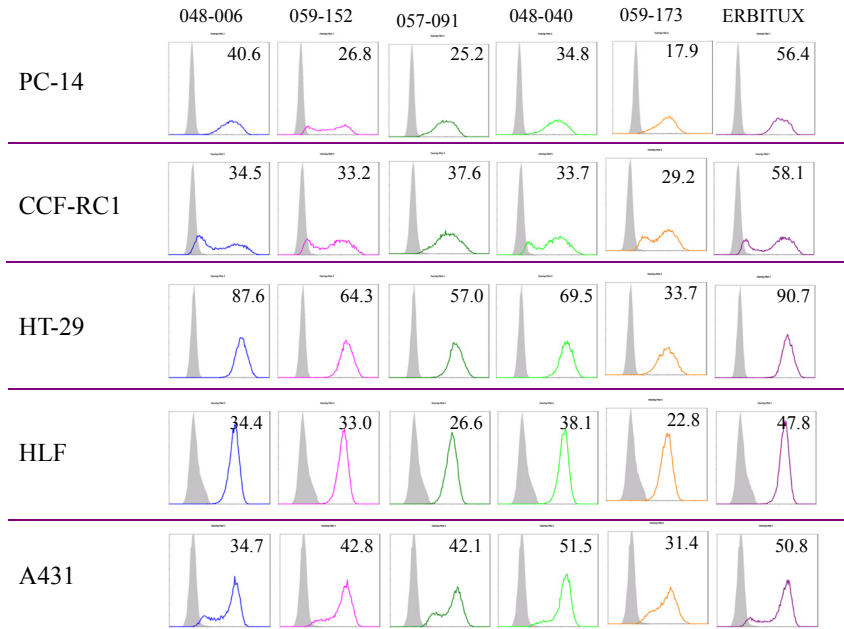 048-006 059-152 057-091 048-040 059-173 ERBITUX
PC-14 40.6 26.8 25.2 34.8 17.9 56.4
CCF-RC1 34.5 33.2 37.6 33.7 29.2 58.1
HT-29 87.6 64.3 57.0 69.5 33.7 90.7
HLF 34.4 33.0 26.6 38.1 22.8 47.8
A431 34.7 42.8 42.1 51.5 31.4 50.8